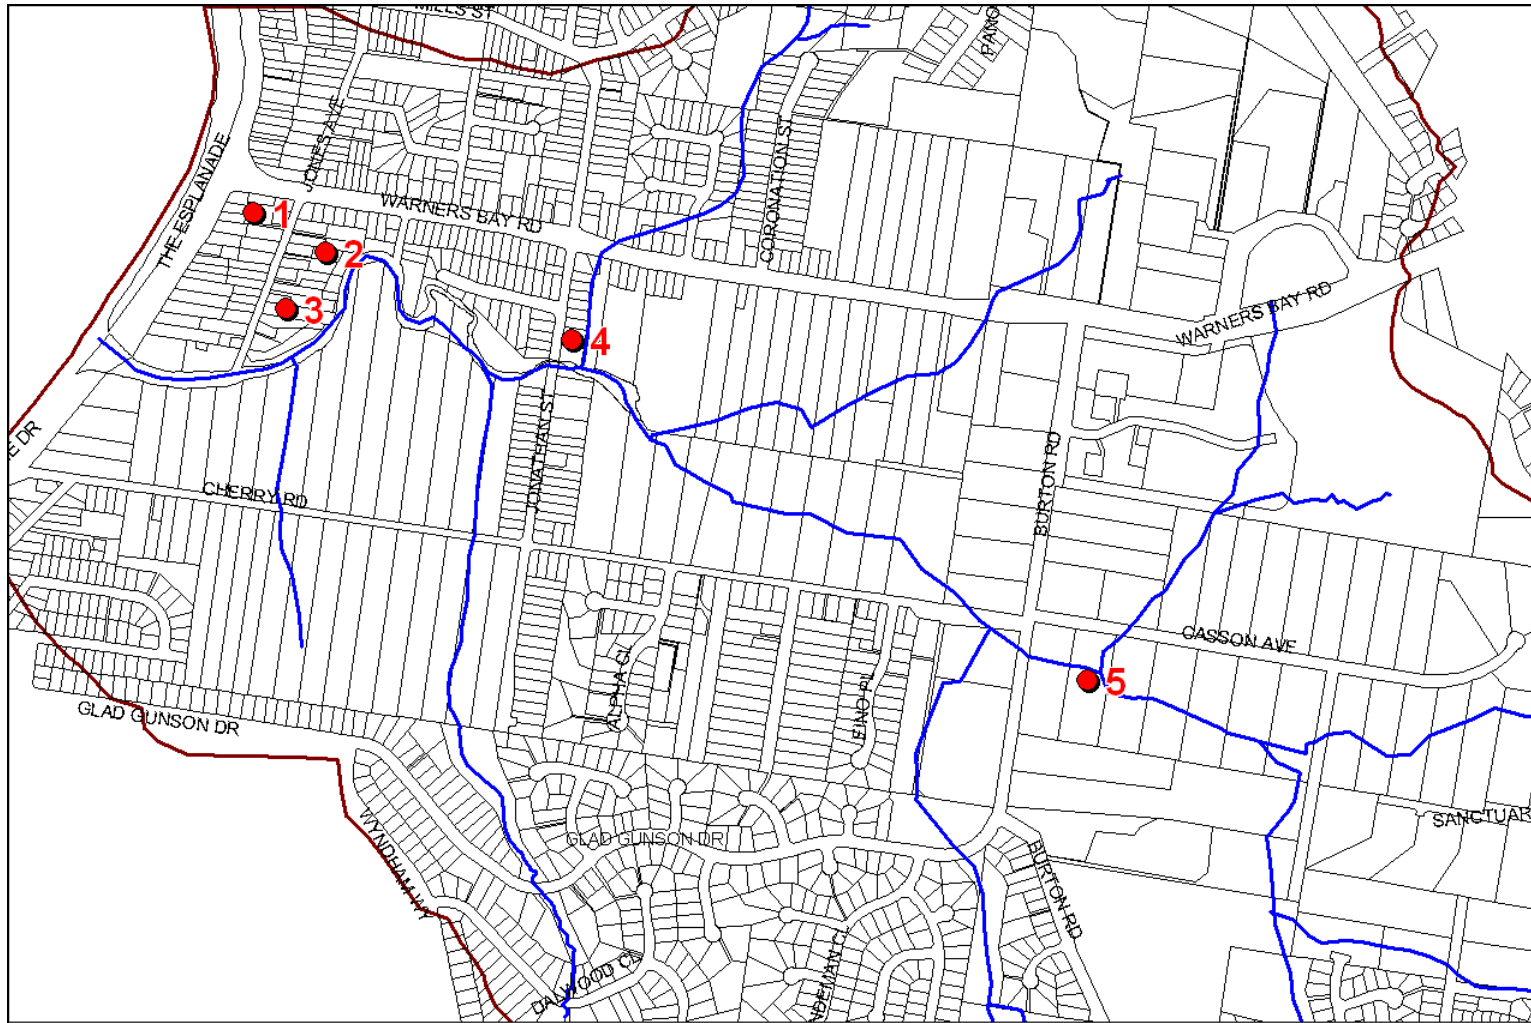 MILLS ST
JONES AVE
THE ESPLANADE
WARNERS BAY RD
CORONATION ST
1
2
3
4
WARNERS BAY RD
JONATHAN ST
BURTON RD
CHERRY RD
CASSON AVE
5
ALPHA CL
GLAD GUNSON DR
WYNDHAM WY
GLAD GUNSON DR
BURTON RD
DALWOOD CL